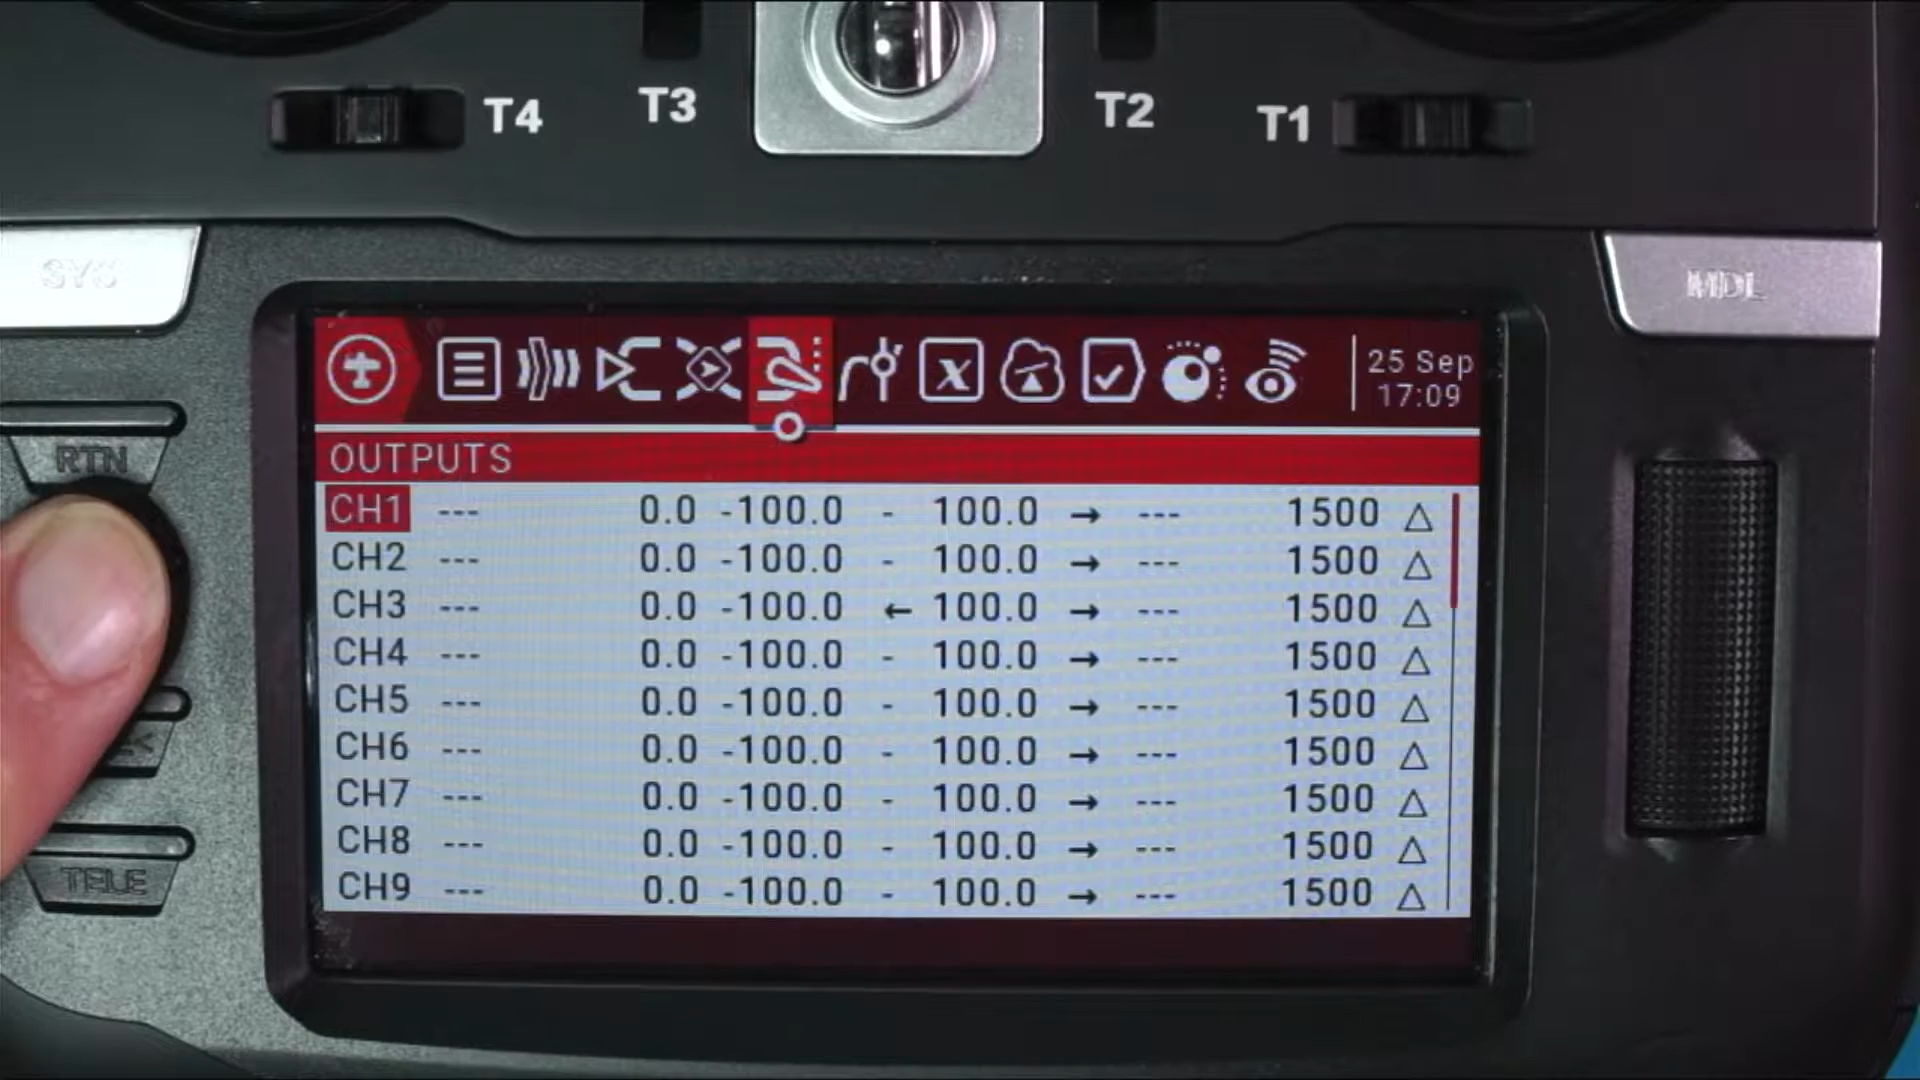 T4 T3 T2 T1
SYS
MDL
RTN
25 Sep
17:09
OUTPUTS
CH1 --- 0.0 -100.0 - 100.0 → --- 1500 △
CH2 --- 0.0 -100.0 - 100.0 → --- 1500 △
CH3 --- 0.0 -100.0 ← 100.0 → --- 1500 △
CH4 --- 0.0 -100.0 - 100.0 → --- 1500 △
CH5 --- 0.0 -100.0 - 100.0 → --- 1500 △
CH6 --- 0.0 -100.0 - 100.0 → --- 1500 △
CH7 --- 0.0 -100.0 - 100.0 → --- 1500 △
CH8 --- 0.0 -100.0 - 100.0 → --- 1500 △
CH9 --- 0.0 -100.0 - 100.0 → --- 1500 △
TELE